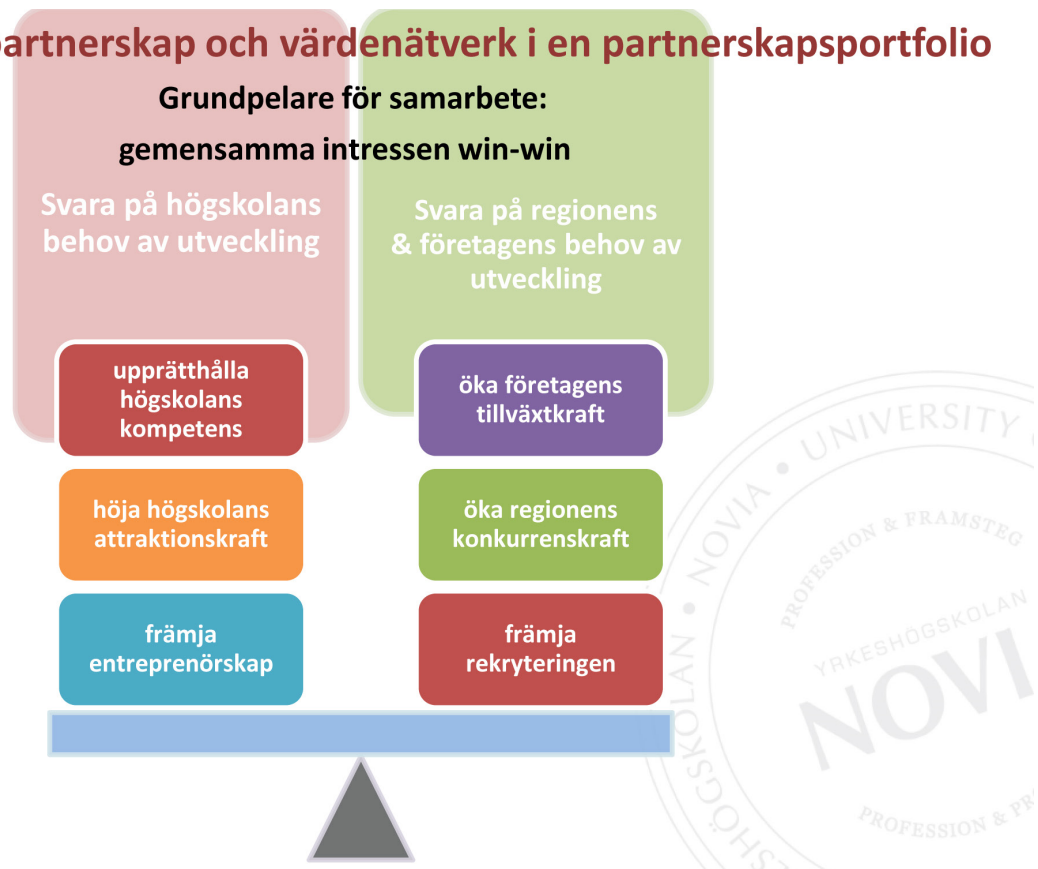 partnerskap och värdenätverk i en partnerskapsportfolio
Grundpelare för samarbete:
gemensamma intressen win-win
Svara på högskolans
behov av utveckling
Svara på regionens
& företagens behov av
utveckling
upprätthålla
högskolans
kompetens
öka företagens
tillväxtkraft
höja högskolans
attraktionskraft
öka regionens
konkurrenskraft
främja
entreprenörskap
främja
rekryteringen
SHÖGSKOLAN • NOVIA • UNIVERSITY
PROFESSION & FRAMSTEG
YRKESHÖGSKOLAN
NOVI
PROFESSION & PR